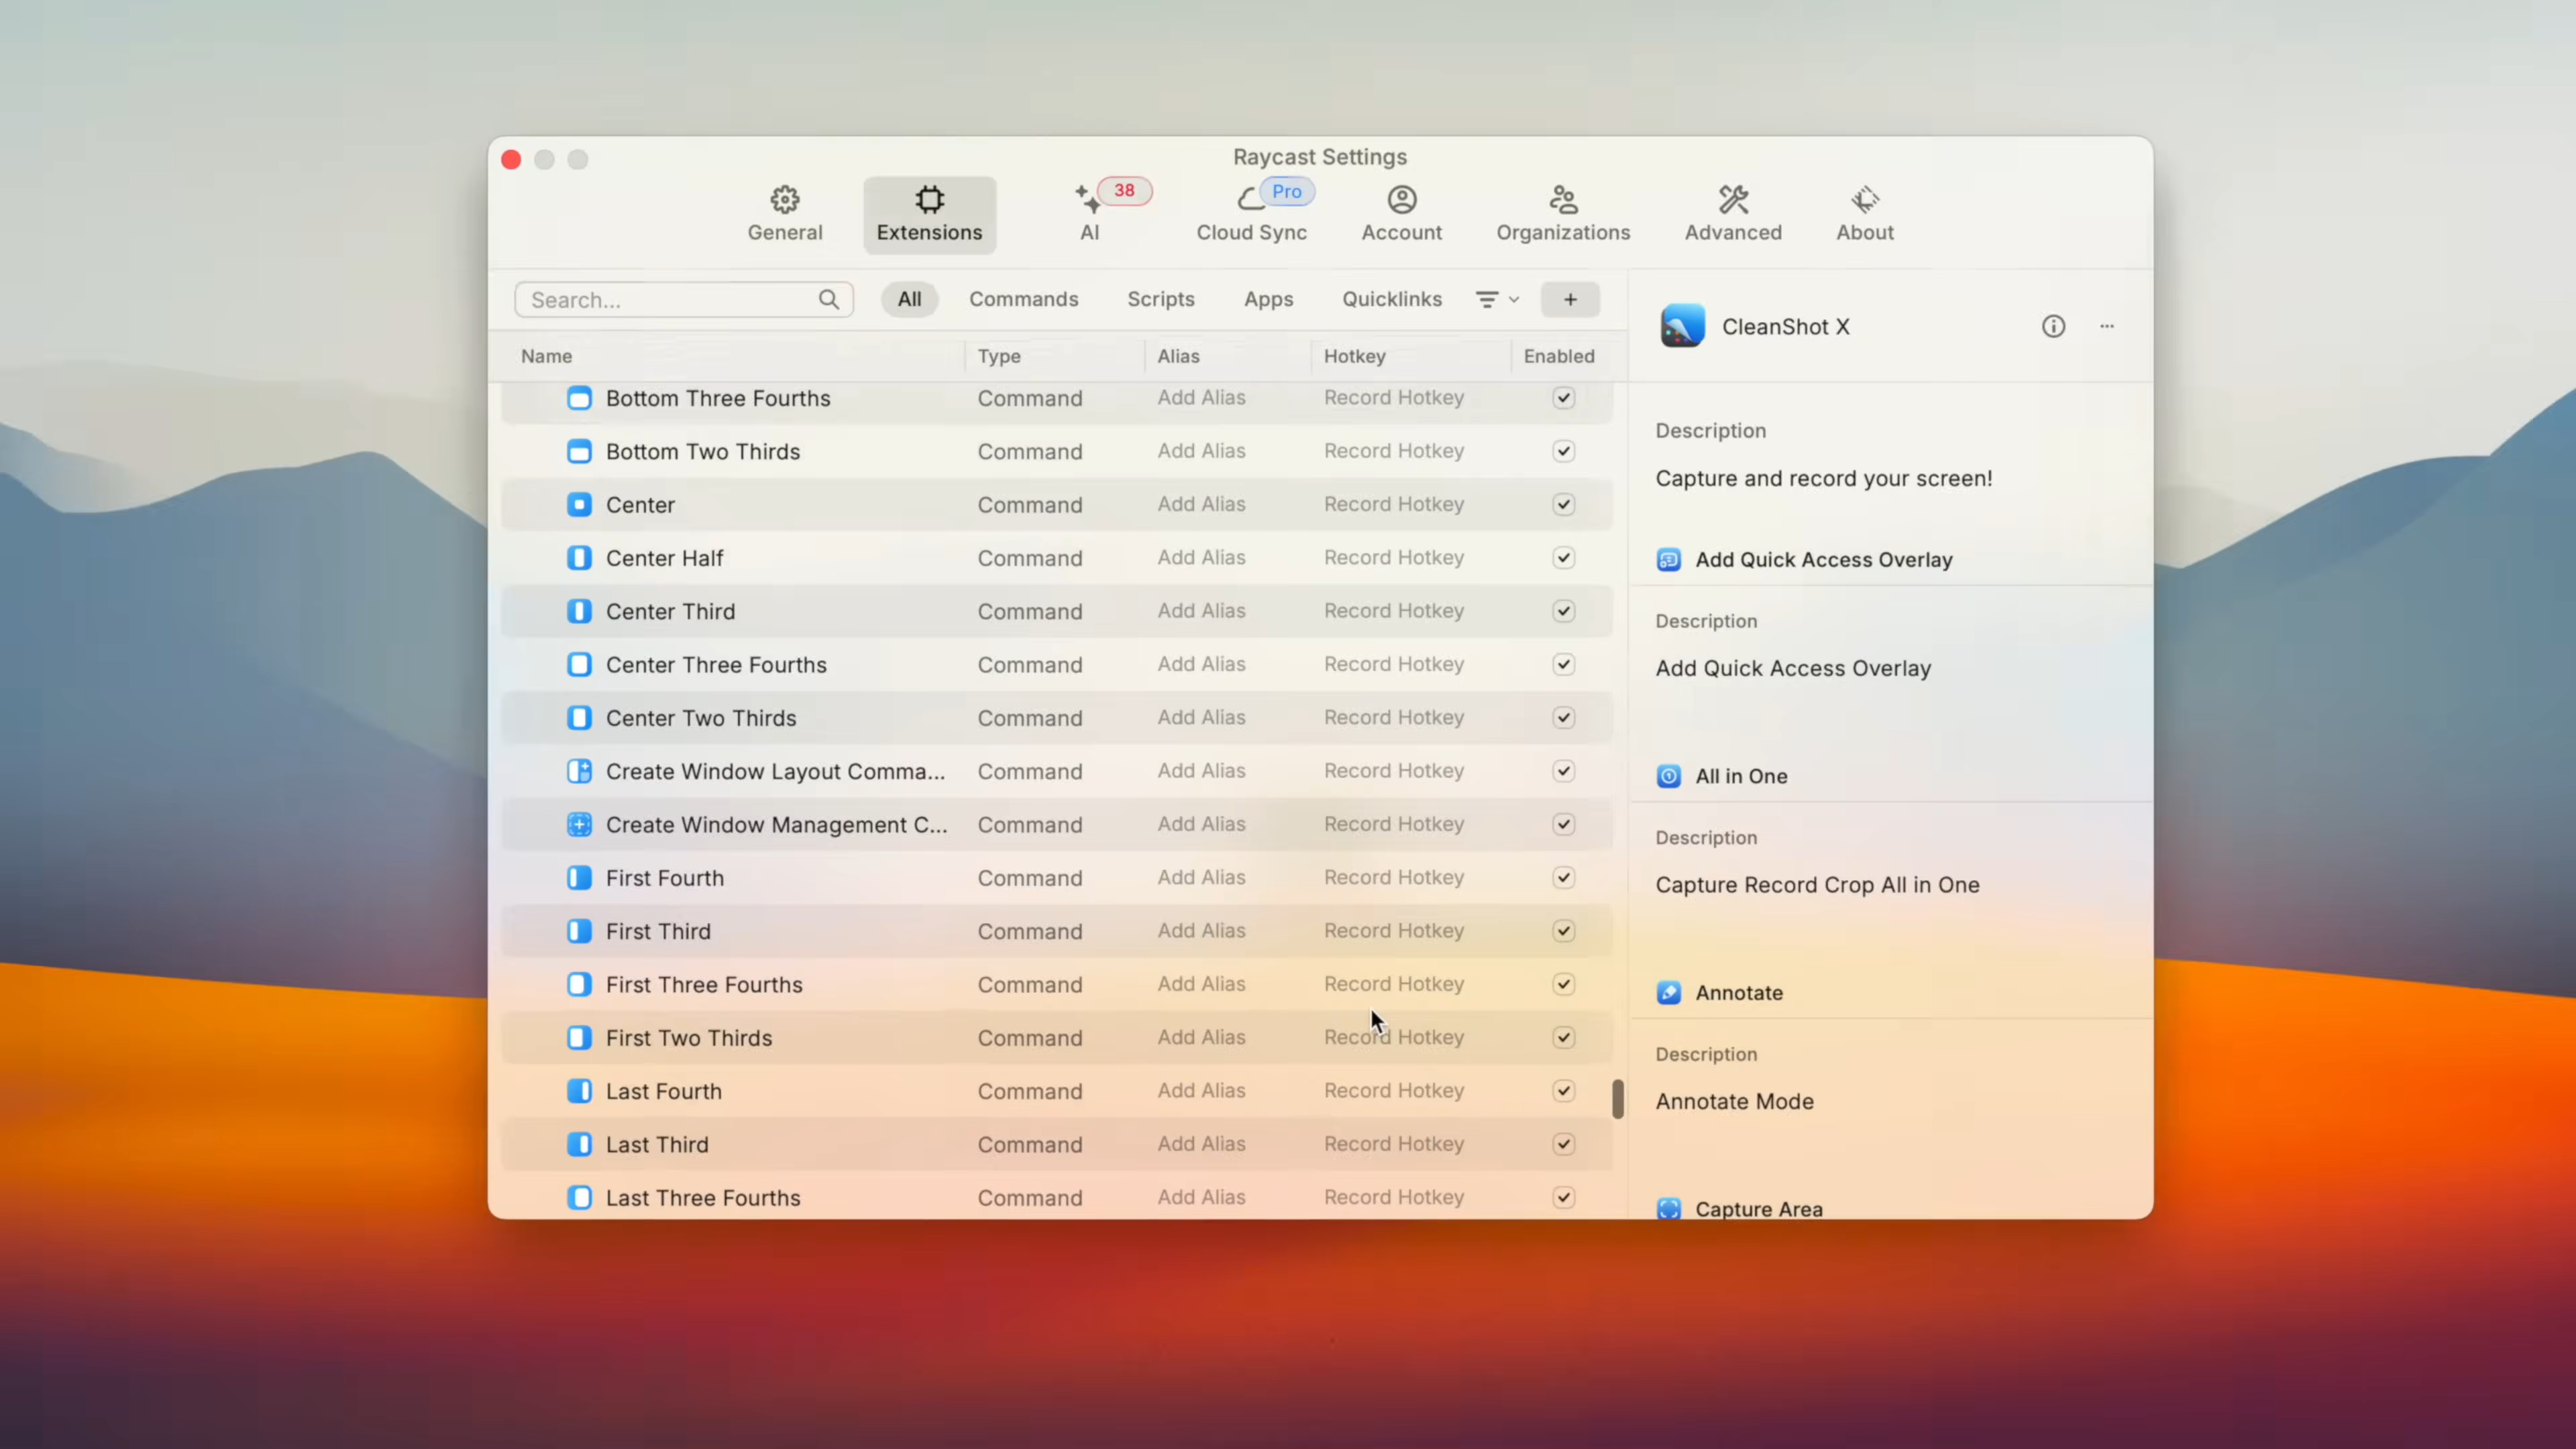 Raycast Settings
General
Extensions
AI
38
Cloud Sync
Pro
Account
Organizations
Advanced
About
Search...
All
Commands
Scripts
Apps
Quicklinks
+
Name Type Alias Hotkey Enabled
Bottom Three Fourths Command Add Alias Record Hotkey
Bottom Two Thirds Command Add Alias Record Hotkey
Center Command Add Alias Record Hotkey
Center Half Command Add Alias Record Hotkey
Center Third Command Add Alias Record Hotkey
Center Three Fourths Command Add Alias Record Hotkey
Center Two Thirds Command Add Alias Record Hotkey
Create Window Layout Comma... Command Add Alias Record Hotkey
Create Window Management C... Command Add Alias Record Hotkey
First Fourth Command Add Alias Record Hotkey
First Third Command Add Alias Record Hotkey
First Three Fourths Command Add Alias Record Hotkey
First Two Thirds Command Add Alias Record Hotkey
Last Fourth Command Add Alias Record Hotkey
Last Third Command Add Alias Record Hotkey
Last Three Fourths Command Add Alias Record Hotkey
CleanShot X
Description
Capture and record your screen!
Add Quick Access Overlay
Description
Add Quick Access Overlay
All in One
Description
Capture Record Crop All in One
Annotate
Description
Annotate Mode
Capture Area